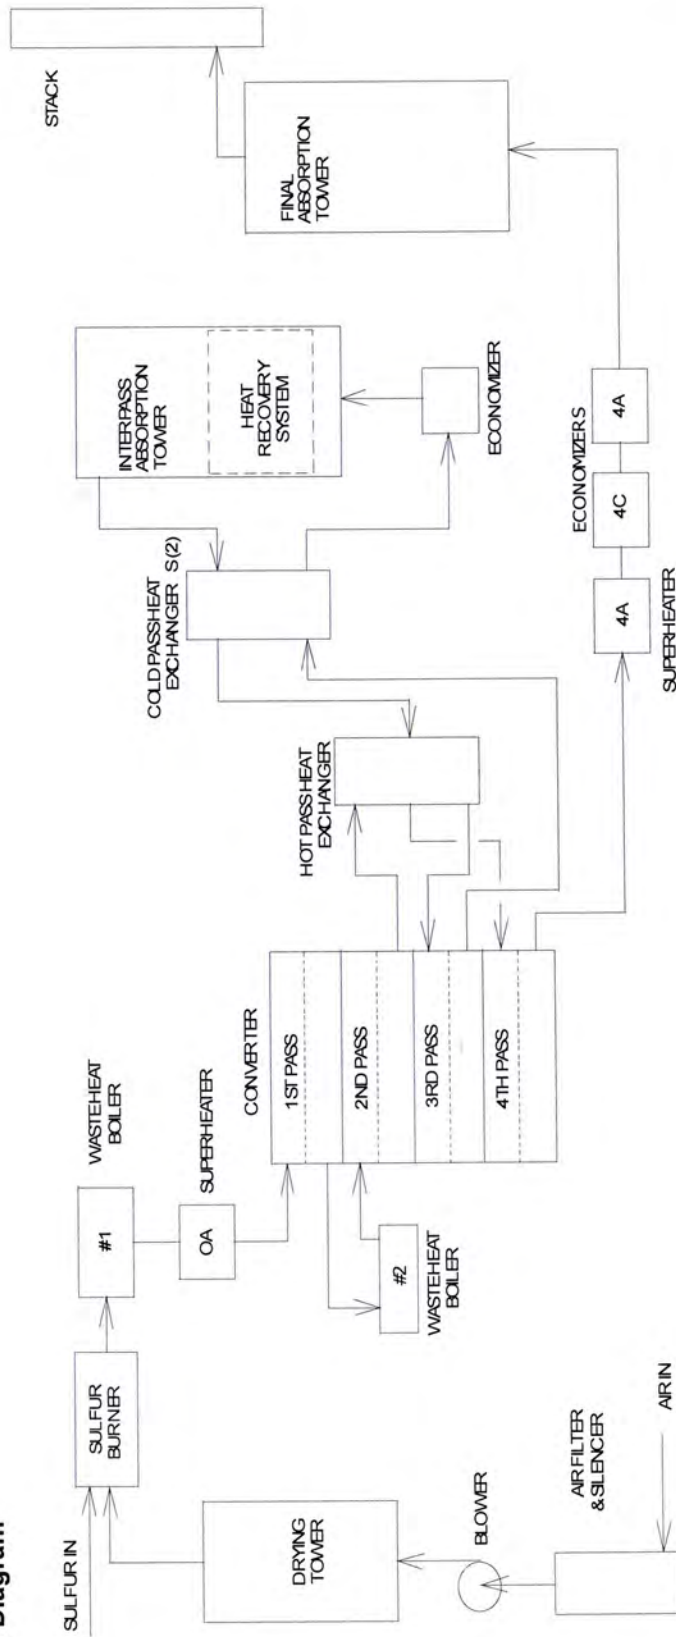 Diagram
SULFUR IN
SULFUR
BURNER
DRYING
TOWER
BLOWER
AIR FILTER
& SILENCER
AIR IN
WASTEHEAT
BOILER
#1
SUPERHEATER
OA
CONVERTER
1ST PASS
2ND PASS
3RD PASS
4TH PASS
#2
WASTEHEAT
BOILER
HOT PASS HEAT
EXCHANGER
COLD PASS HEAT
EXCHANGER S(2)
INTERPASS
ABSORPTION
TOWER
HEAT
RECOVERY
SYSTEM
ECONOMIZER
SUPERHEATER
4A
ECONOMIZERS
4C
4A
FINAL
ABSORPTION
TOWER
STACK